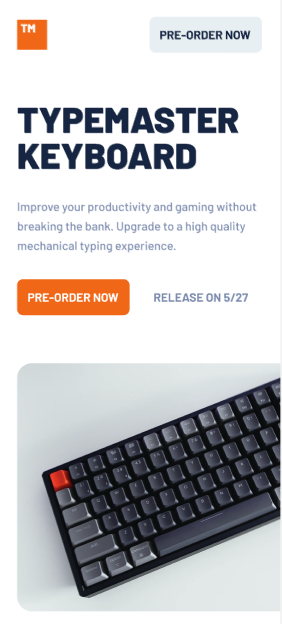 TM
PRE-ORDER NOW
TYPEMASTER
KEYBOARD
Improve your productivity and gaming without
breaking the bank. Upgrade to a high quality
mechanical typing experience.
PRE-ORDER NOW
RELEASE ON 5/27